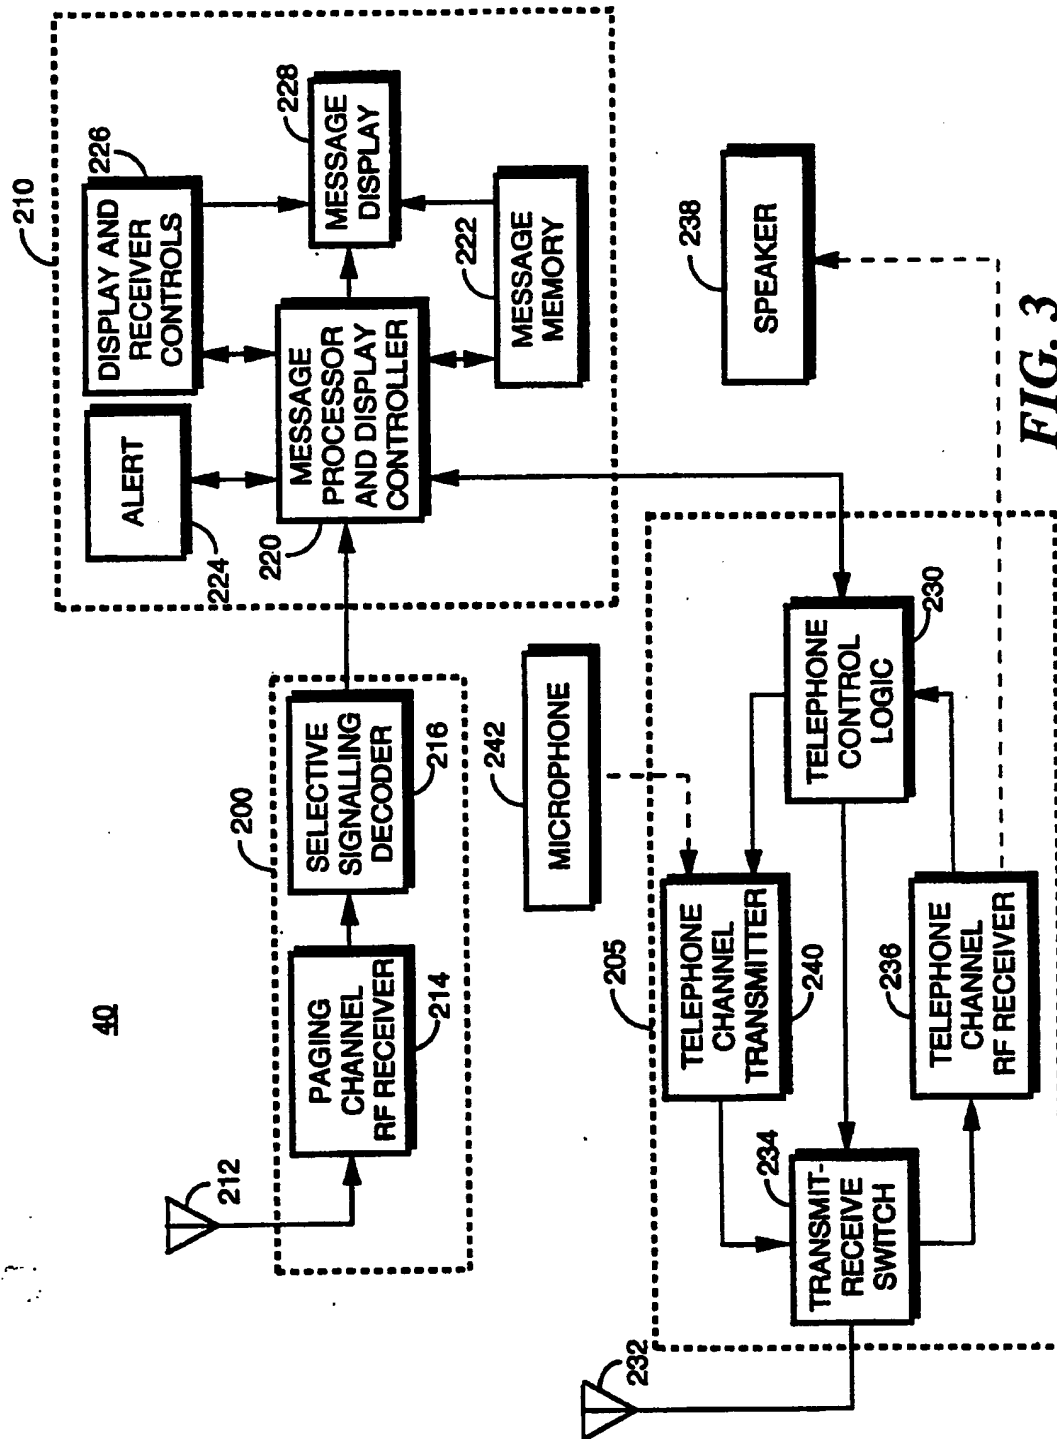 40
212
200
PAGING
CHANNEL
RF RECEIVER
214
SELECTIVE
SIGNALLING
DECODER
216
210
ALERT
224
DISPLAY AND
RECEIVER
CONTROLS
226
MESSAGE
PROCESSOR
AND DISPLAY
CONTROLLER
220
MESSAGE
DISPLAY
228
MESSAGE
MEMORY
222
MICROPHONE
242
SPEAKER
238
232
205
TRANSMIT-
RECEIVE
SWITCH
234
TELEPHONE
CHANNEL
TRANSMITTER
240
TELEPHONE
CONTROL
LOGIC
230
TELEPHONE
CHANNEL
RF RECEIVER
236
FIG. 3